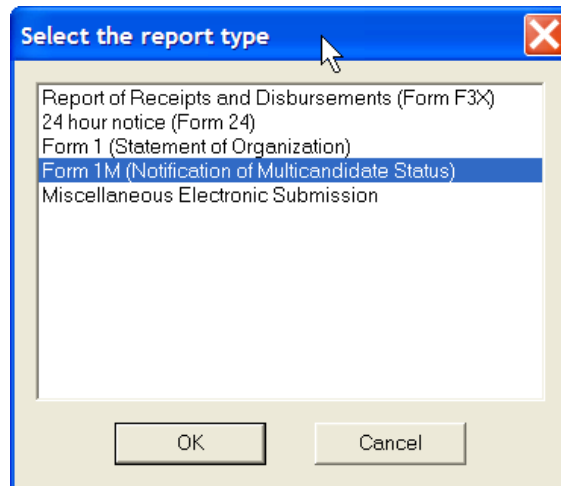 Select the report type
Report of Receipts and Disbursements (Form F3X)
24 hour notice (Form 24)
Form 1 (Statement of Organization)
Form 1M (Notification of Multicandidate Status)
Miscellaneous Electronic Submission
OK
Cancel